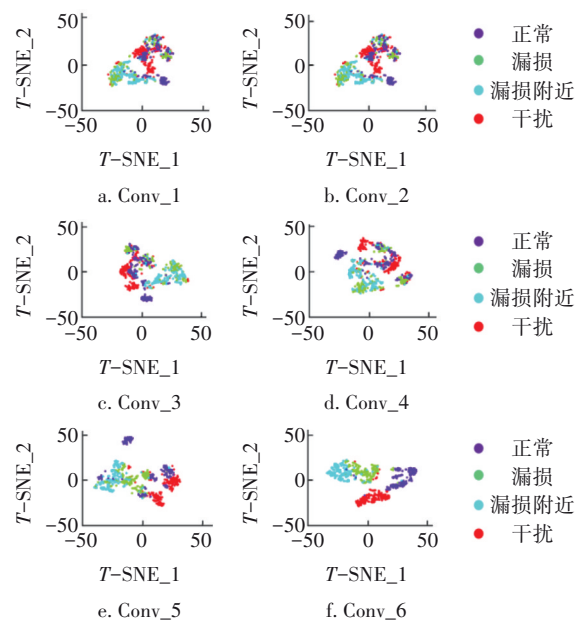 50
0
−50
−50
0
50
T-SNE_2
T-SNE_1
a. Conv_1
50
0
−50
−50
0
50
T-SNE_2
T-SNE_1
b. Conv_2
正常
漏损
漏损附近
干扰
50
0
−50
−50
0
50
T-SNE_2
T-SNE_1
c. Conv_3
50
0
−50
−50
0
50
T-SNE_2
T-SNE_1
d. Conv_4
正常
漏损
漏损附近
干扰
50
0
−50
−50
0
50
T-SNE_2
T-SNE_1
e. Conv_5
50
0
−50
−50
0
50
T-SNE_2
T-SNE_1
f. Conv_6
正常
漏损
漏损附近
干扰